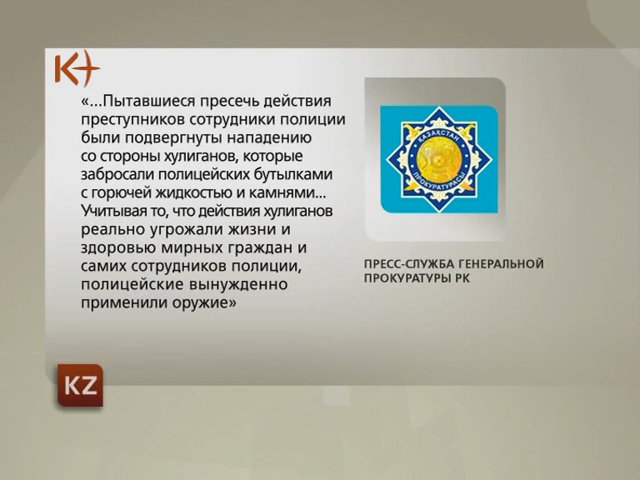 K+
«...Пытавшиеся пресечь действия
преступников сотрудники полиции
были подвергнуты нападению
со стороны хулиганов, которые
забросали полицейских бутылками
с горючей жидкостью и камнями...
Учитывая то, что действия хулиганов
реально угрожали жизни и
здоровью мирных граждан и
самих сотрудников полиции,
полицейские вынужденно
применили оружие»
ҚАЗАҚСТАН
ПРОКУРАТУРАСЫ
ПРЕСС-СЛУЖБА ГЕНЕРАЛЬНОЙ
ПРОКУРАТУРЫ РК
KZ